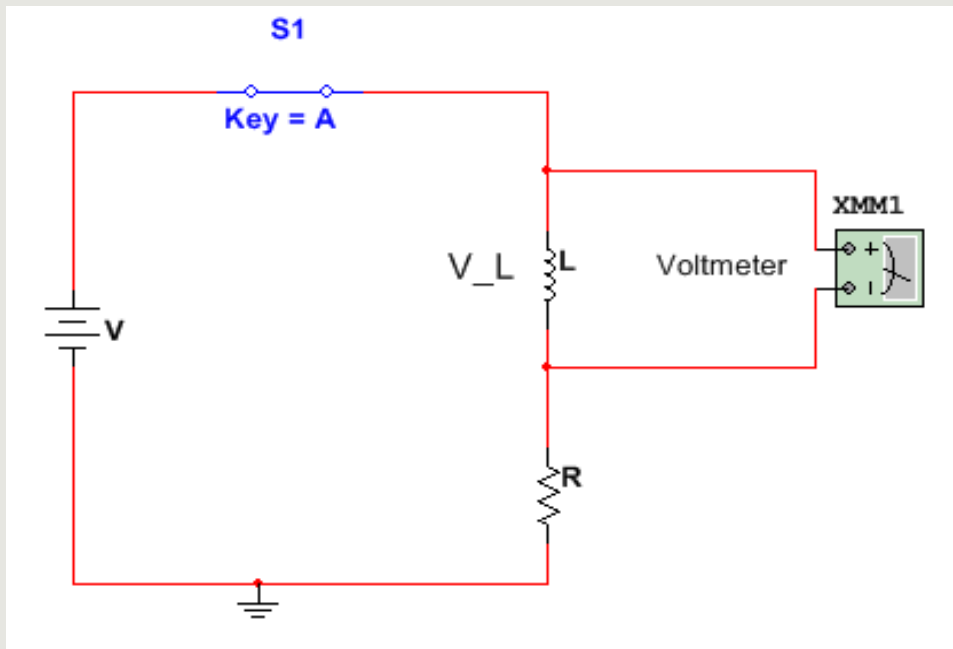 S1
Key = A
XMM1
V_L
L
Voltmeter
+
V
R